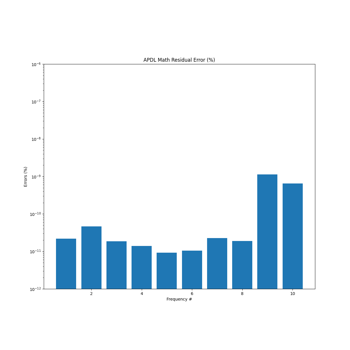 APDL Math Residual Error (%)
10⁻⁶
10⁻⁷
10⁻⁸
10⁻⁹
10⁻¹⁰
10⁻¹¹
10⁻¹²
Errors (%)
2 4 6 8 10
Frequency #